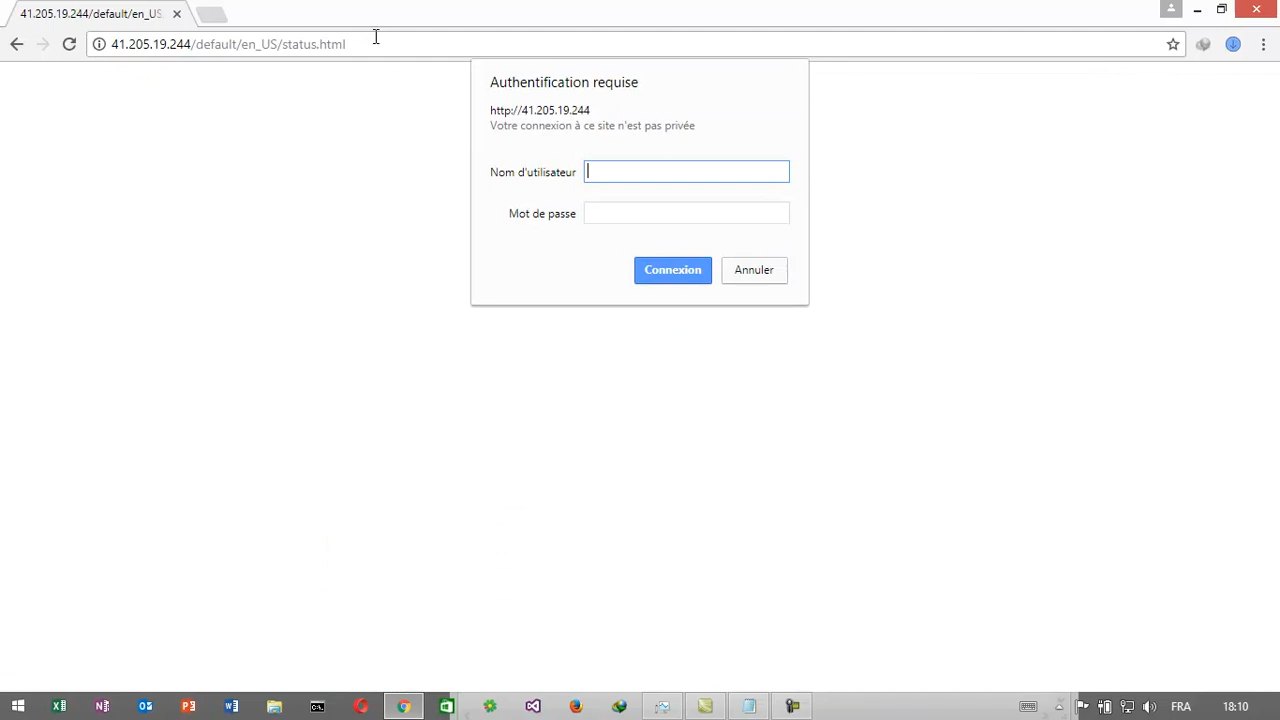 41.205.19.244/default/en_US
41.205.19.244/default/en_US/status.html
Authentification requise
http://41.205.19.244
Votre connexion à ce site n'est pas privée
Nom d'utilisateur
Mot de passe
Connexion
Annuler
FRA
18:10